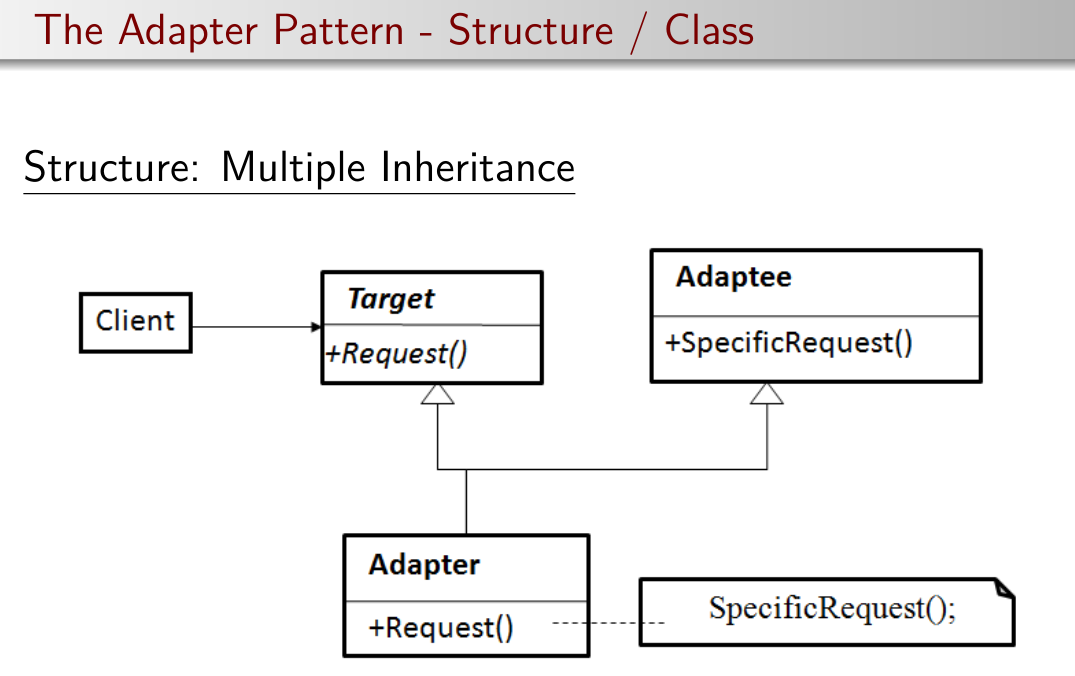 The Adapter Pattern - Structure / Class
Structure: Multiple Inheritance
Client
Target
+Request()
Adaptee
+SpecificRequest()
Adapter
+Request()
SpecificRequest();